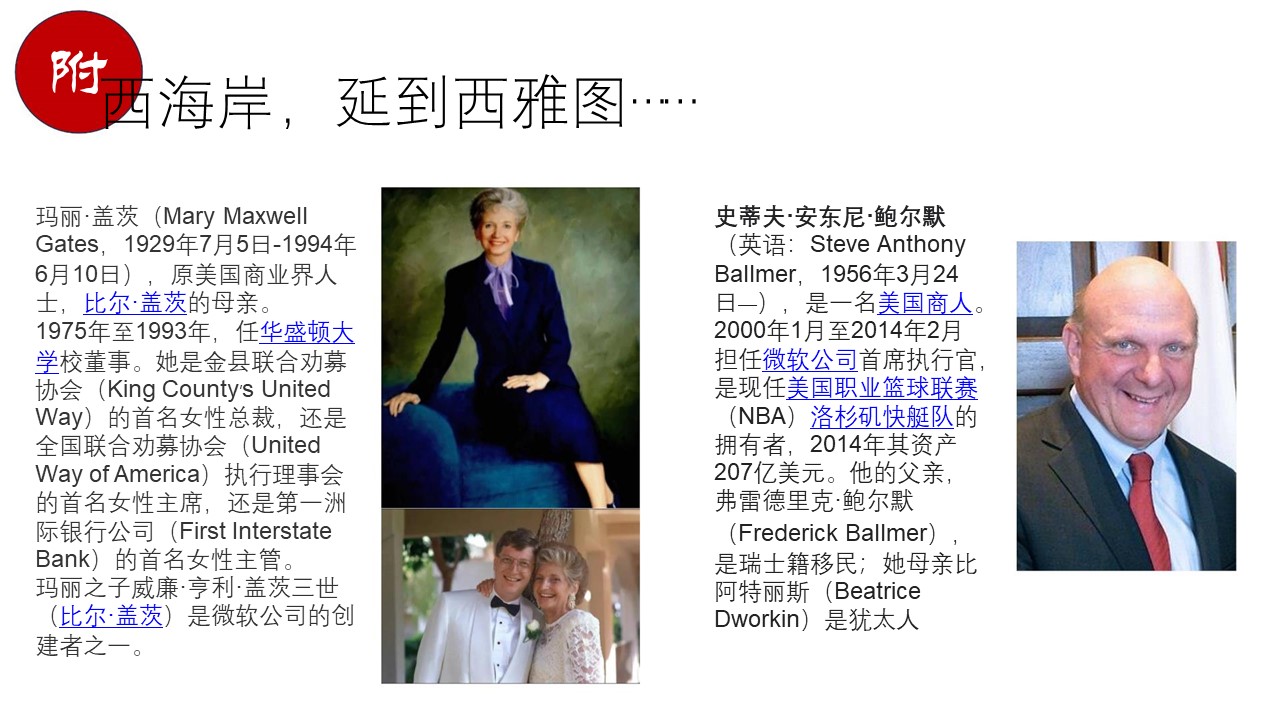 附
西海岸，延到西雅图……
玛丽·盖茨（Mary Maxwell
Gates，1929年7月5日-1994年
6月10日），原美国商业界人
士，比尔·盖茨的母亲。
1975年至1993年，任华盛顿大
学校董事。她是金县联合劝募
协会（King County's United
Way）的首名女性总裁，还是
全国联合劝募协会（United
Way of America）执行理事会
的首名女性主席，还是第一洲
际银行公司（First Interstate
Bank）的首名女性主管。
玛丽之子威廉·亨利·盖茨三世
（比尔·盖茨）是微软公司的创
建者之一。
史蒂夫·安东尼·鲍尔默
（英语：Steve Anthony
Ballmer，1956年3月24
日—），是一名美国商人。
2000年1月至2014年2月
担任微软公司首席执行官，
是现任美国职业篮球联赛
（NBA）洛杉矶快艇队的
拥有者，2014年其资产
207亿美元。他的父亲，
弗雷德里克·鲍尔默
（Frederick Ballmer），
是瑞士籍移民；她母亲比
阿特丽斯（Beatrice
Dworkin）是犹太人